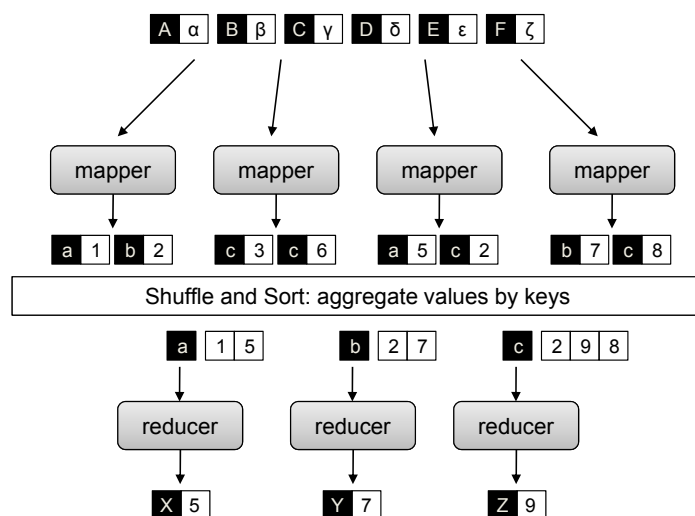 A α B β C γ D δ E ε F ζ
mapper mapper mapper mapper
a 1 b 2 c 3 c 6 a 5 c 2 b 7 c 8
Shuffle and Sort: aggregate values by keys
a 1 5 b 2 7 c 2 9 8
reducer reducer reducer
X 5 Y 7 Z 9